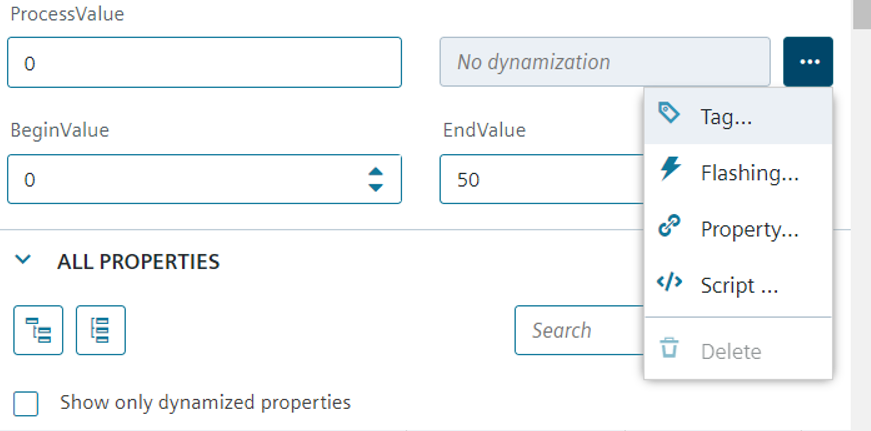 ProcessValue
0
No dynamization
...
Tag...
BeginValue
EndValue
0
50
Flashing...
Property...
ALL PROPERTIES
Script ...
Search
Delete
Show only dynamized properties